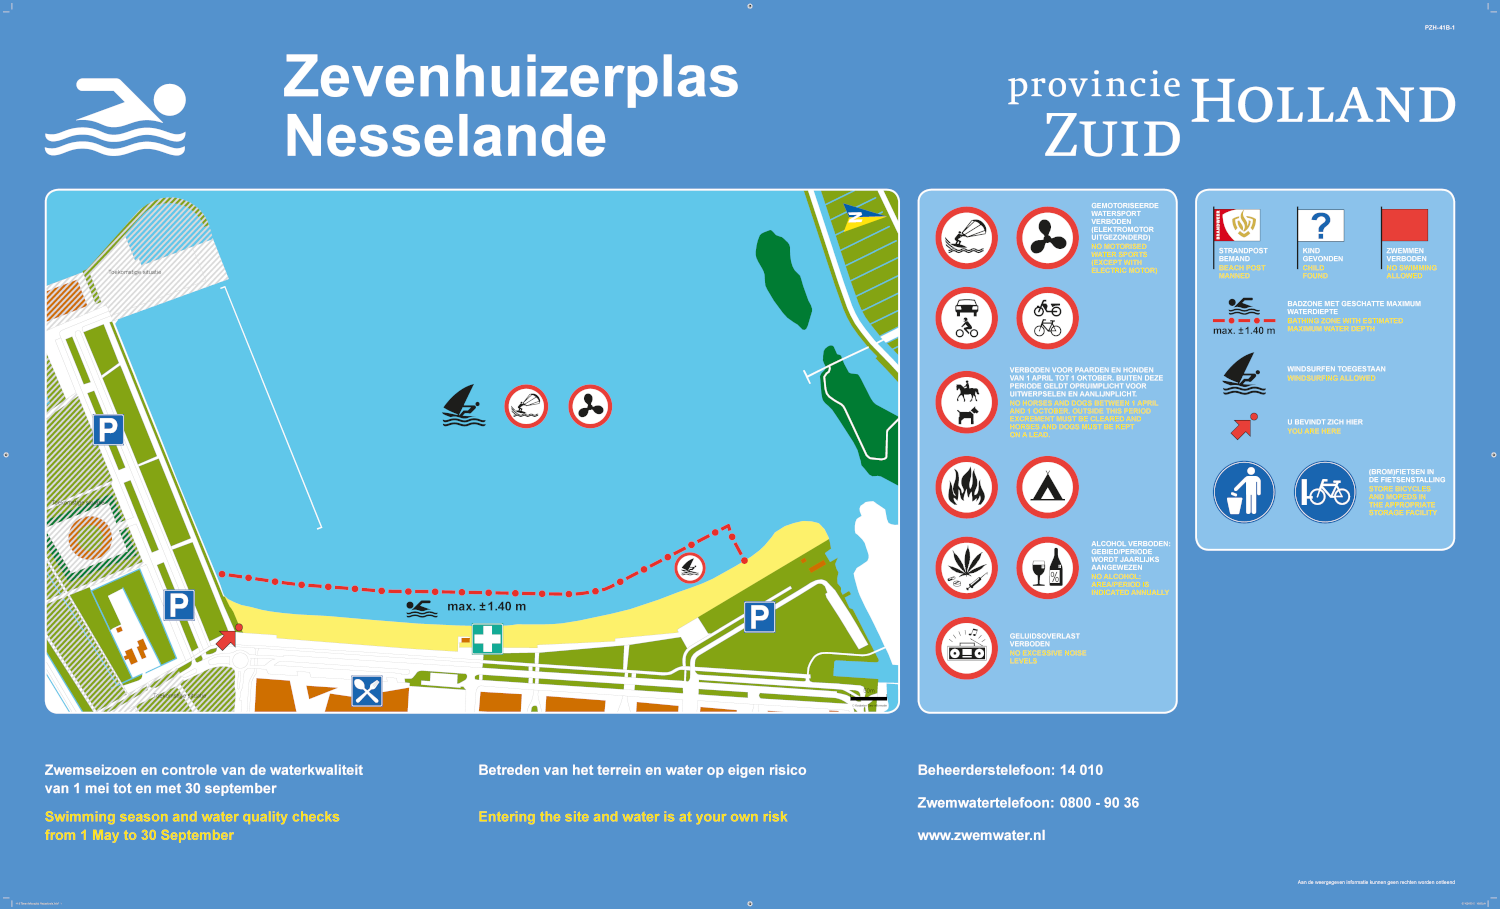 PZH-41B-1
Zevenhuizerplas
Nesselande
provincie
ZUID HOLLAND
Toekomstige situatie
N
P
P
P
max. ±1.40 m
GEMOTORISEERDE
WATERSPORT
VERBODEN
(ELEKTROMOTOR
UITGEZONDERD)
NO MOTORISED
WATER SPORTS
(EXCEPT WITH
ELECTRIC MOTOR)
VERBODEN VOOR PAARDEN EN HONDEN
VAN 1 APRIL TOT 1 OKTOBER. BUITEN DEZE
PERIODE GELDT OPRUIMPLICHT VOOR
UITWERPSELEN EN AANLIJNPLICHT.
NO HORSES AND DOGS BETWEEN 1 APRIL
AND 1 OCTOBER. OUTSIDE THIS PERIOD
EXCREMENT MUST BE CLEARED AND
HORSES AND DOGS MUST BE KEPT
ON A LEAD.
%
ALCOHOL VERBODEN:
GEBIED/PERIODE
WORDT JAARLIJKS
AANGEWEZEN
NO ALCOHOL:
AREA/PERIOD IS
INDICATED ANNUALLY
GELUIDSOVERLAST
VERBODEN
NO EXCESSIVE NOISE
LEVELS
BRANDWEER
?
STRANDPOST
BEMAND
BEACH POST
MANNED
KIND
GEVONDEN
CHILD
FOUND
ZWEMMEN
VERBODEN
NO SWIMMING
ALLOWED
max. ±1.40 m
BADZONE MET GESCHATTE MAXIMUM
WATERDIEPTE
BATHING ZONE WITH ESTIMATED
MAXIMUM WATER DEPTH
WINDSURFEN TOEGESTAAN
WINDSURFING ALLOWED
U BEVINDT ZICH HIER
YOU ARE HERE
(BROM)FIETSEN IN
DE FIETSENSTALLING
STORE BICYCLES
AND MOPEDS IN
THE APPROPRIATE
STORAGE FACILITY
Zwemseizoen en controle van de waterkwaliteit
van 1 mei tot en met 30 september
Swimming season and water quality checks
from 1 May to 30 September
Betreden van het terrein en water op eigen risico
Entering the site and water is at your own risk
Beheerderstelefoon: 14 010
Zwemwatertelefoon: 0800 - 90 36
www.zwemwater.nl
Aan de weergegeven informatie kunnen geen rechten worden ontleend